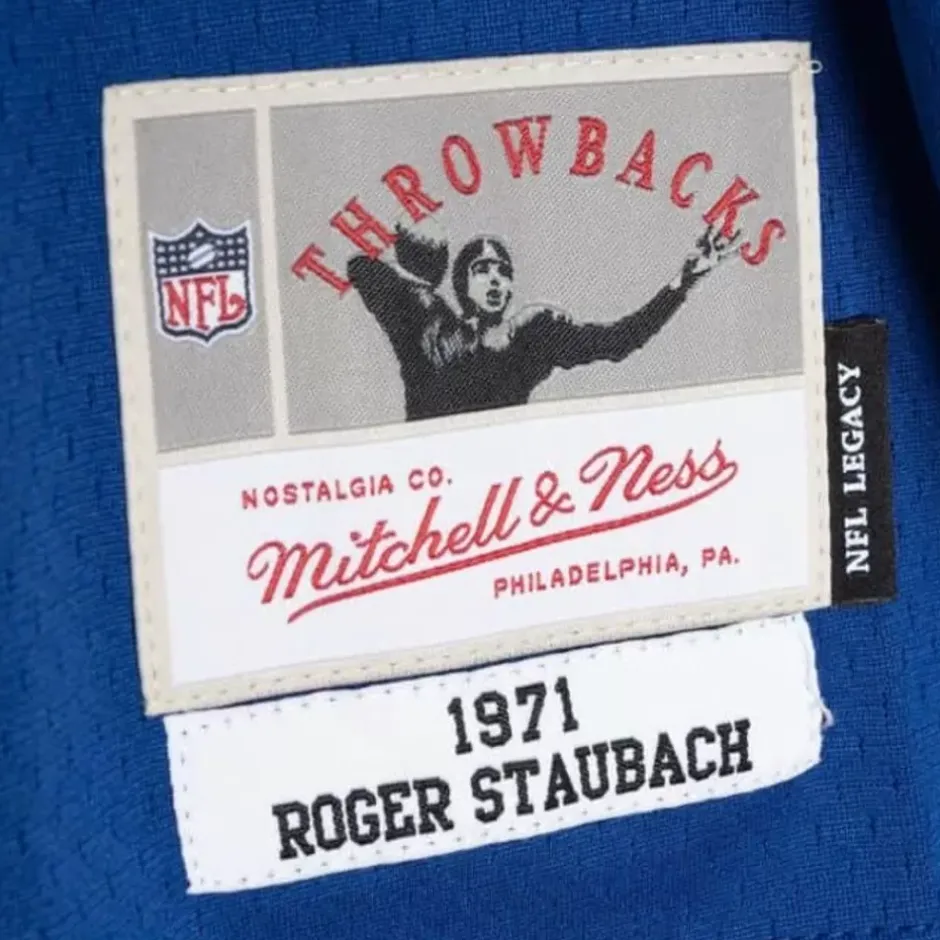 THROWBACKS
NFL
NOSTALGIA CO.
Mitchell & Ness
PHILADELPHIA, PA.
NFL LEGACY
1971
ROGER STAUBACH